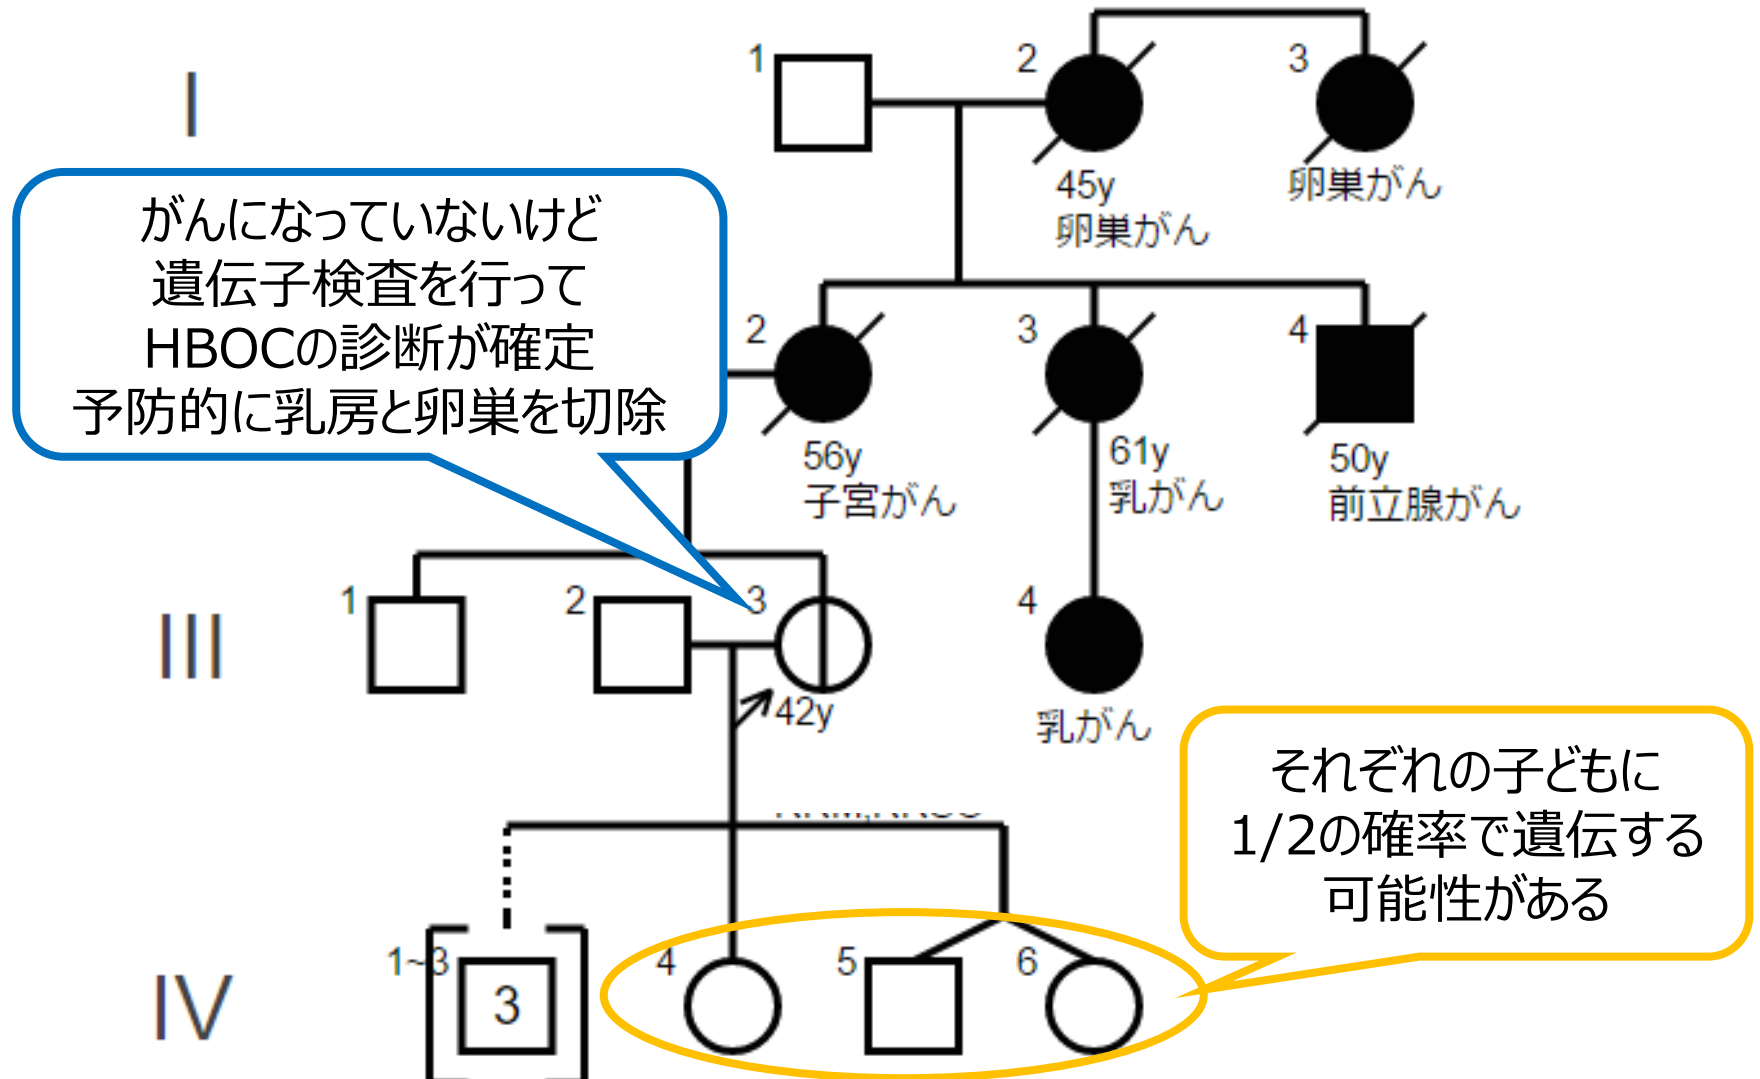 I
1
2
3
45y
卵巣がん
卵巣がん
がんになっていないけど
遺伝子検査を行って
HBOCの診断が確定
予防的に乳房と卵巣を切除
2
3
4
56y
子宮がん
61y
乳がん
50y
前立腺がん
III
1
2
3
4
42y
乳がん
それぞれの子どもに
1/2の確率で遺伝する
可能性がある
IV
1~3
3
4
5
6